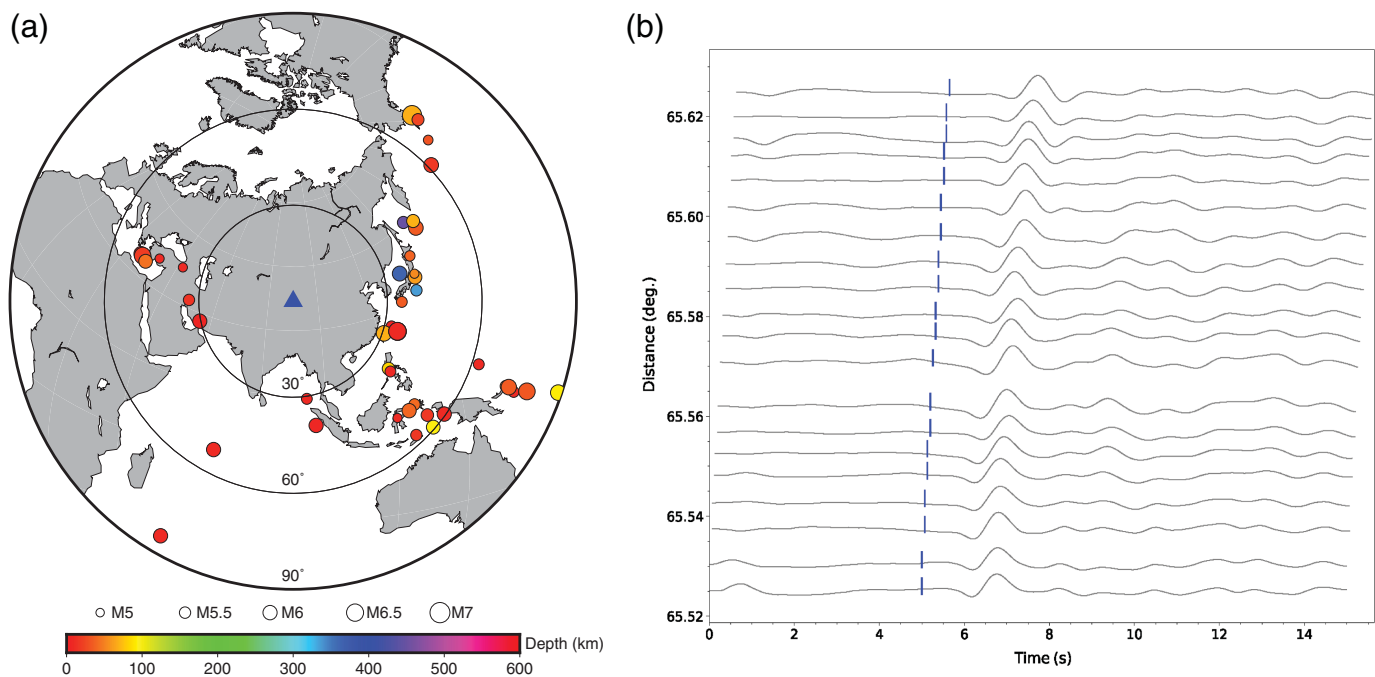 (a)
30°
60°
90°
M5 M5.5 M6 M6.5 M7
Depth (km)
0 100 200 300 400 500 600
(b)
Distance (deg.)
65.62
65.60
65.58
65.56
65.54
65.52
0 2 4 6 8 10 12 14
Time (s)